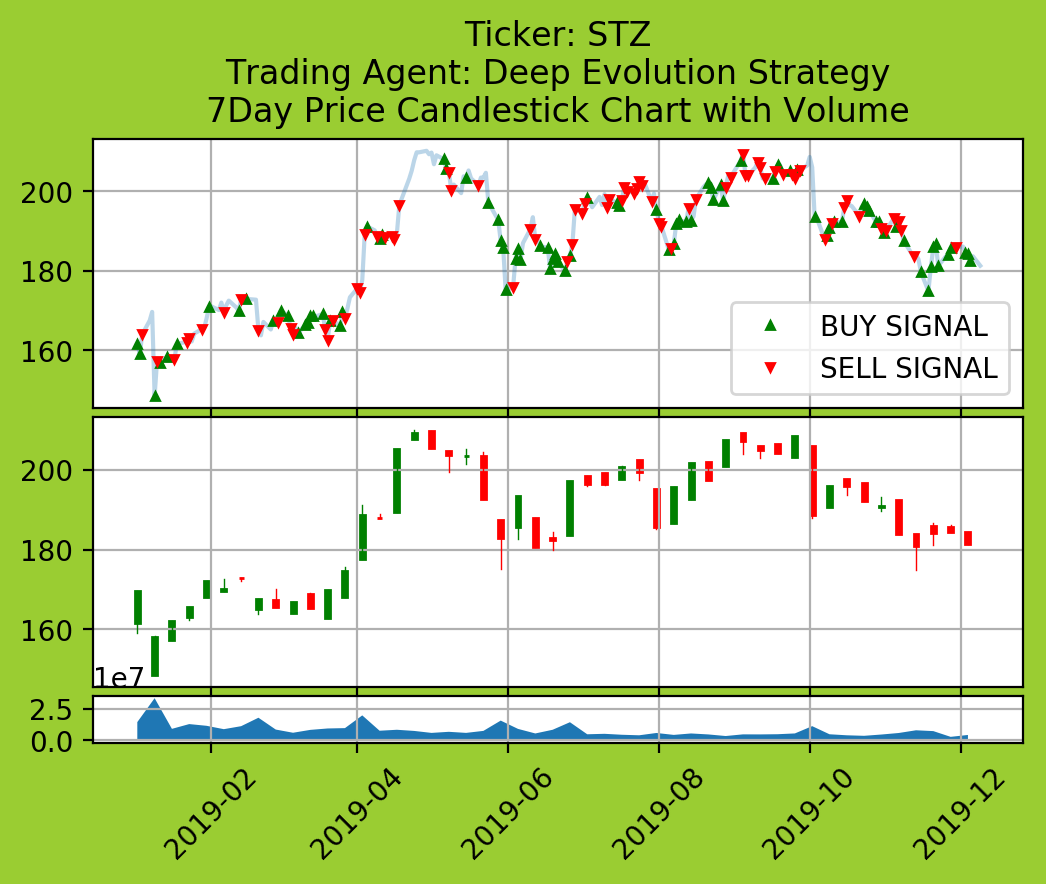 Ticker: STZ
Trading Agent: Deep Evolution Strategy
7Day Price Candlestick Chart with Volume
200
180
160
BUY SIGNAL
SELL SIGNAL
200
180
160
1e7
2.5
0.0
2019-02
2019-04
2019-06
2019-08
2019-10
2019-12